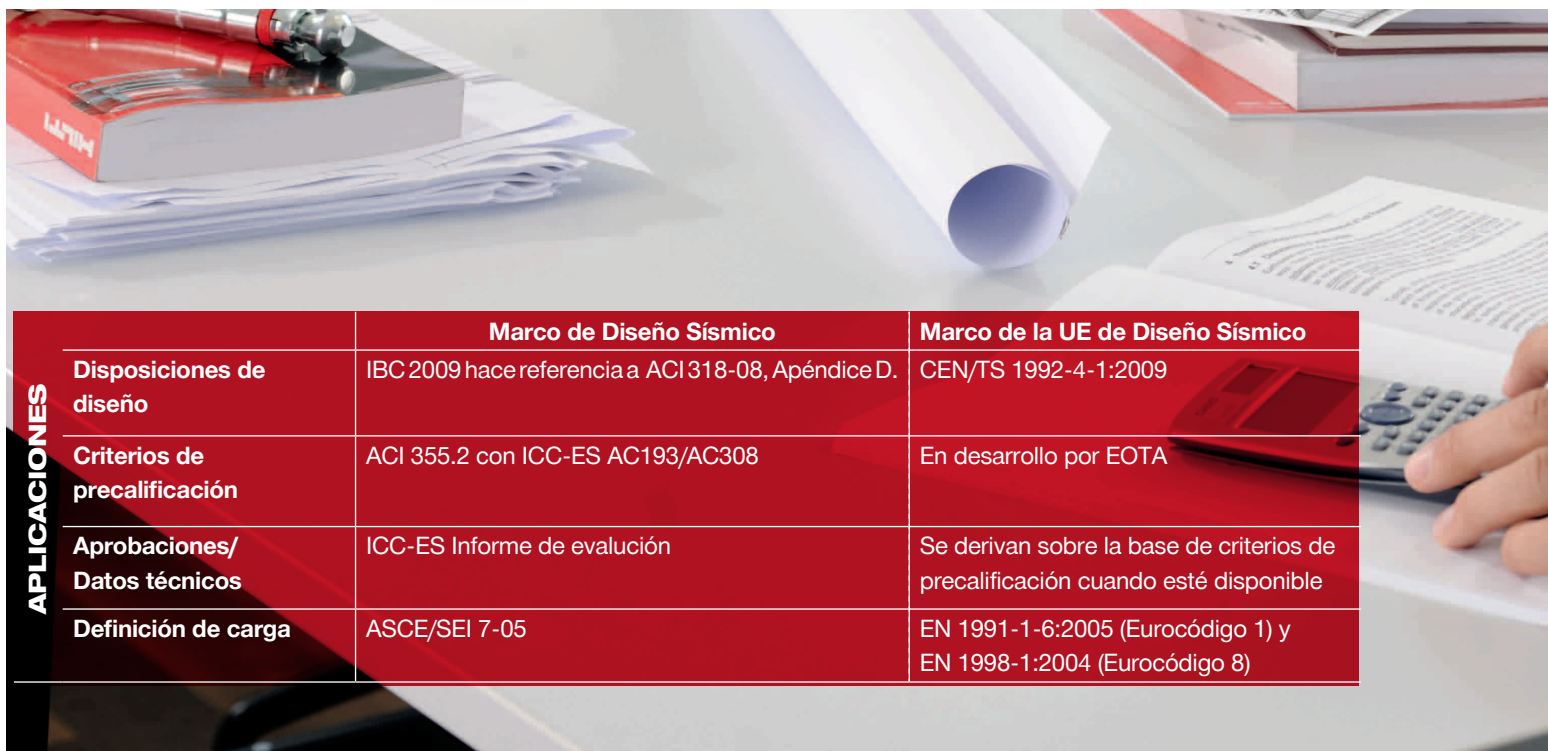 HILTI
Marco de Diseño Sísmico
Marco de la UE de Diseño Sísmico
APLICACIONES
Disposiciones de
diseño
IBC 2009 hace referencia a ACI 318-08, Apéndice D.
CEN/TS 1992-4-1:2009
Criterios de
precalificación
ACI 355.2 con ICC-ES AC193/AC308
En desarrollo por EOTA
Aprobaciones/
Datos técnicos
ICC-ES Informe de evalución
Se derivan sobre la base de criterios de
precalificación cuando esté disponible
Definición de carga
ASCE/SEI 7-05
EN 1991-1-6:2005 (Eurocódigo 1) y
EN 1998-1:2004 (Eurocódigo 8)